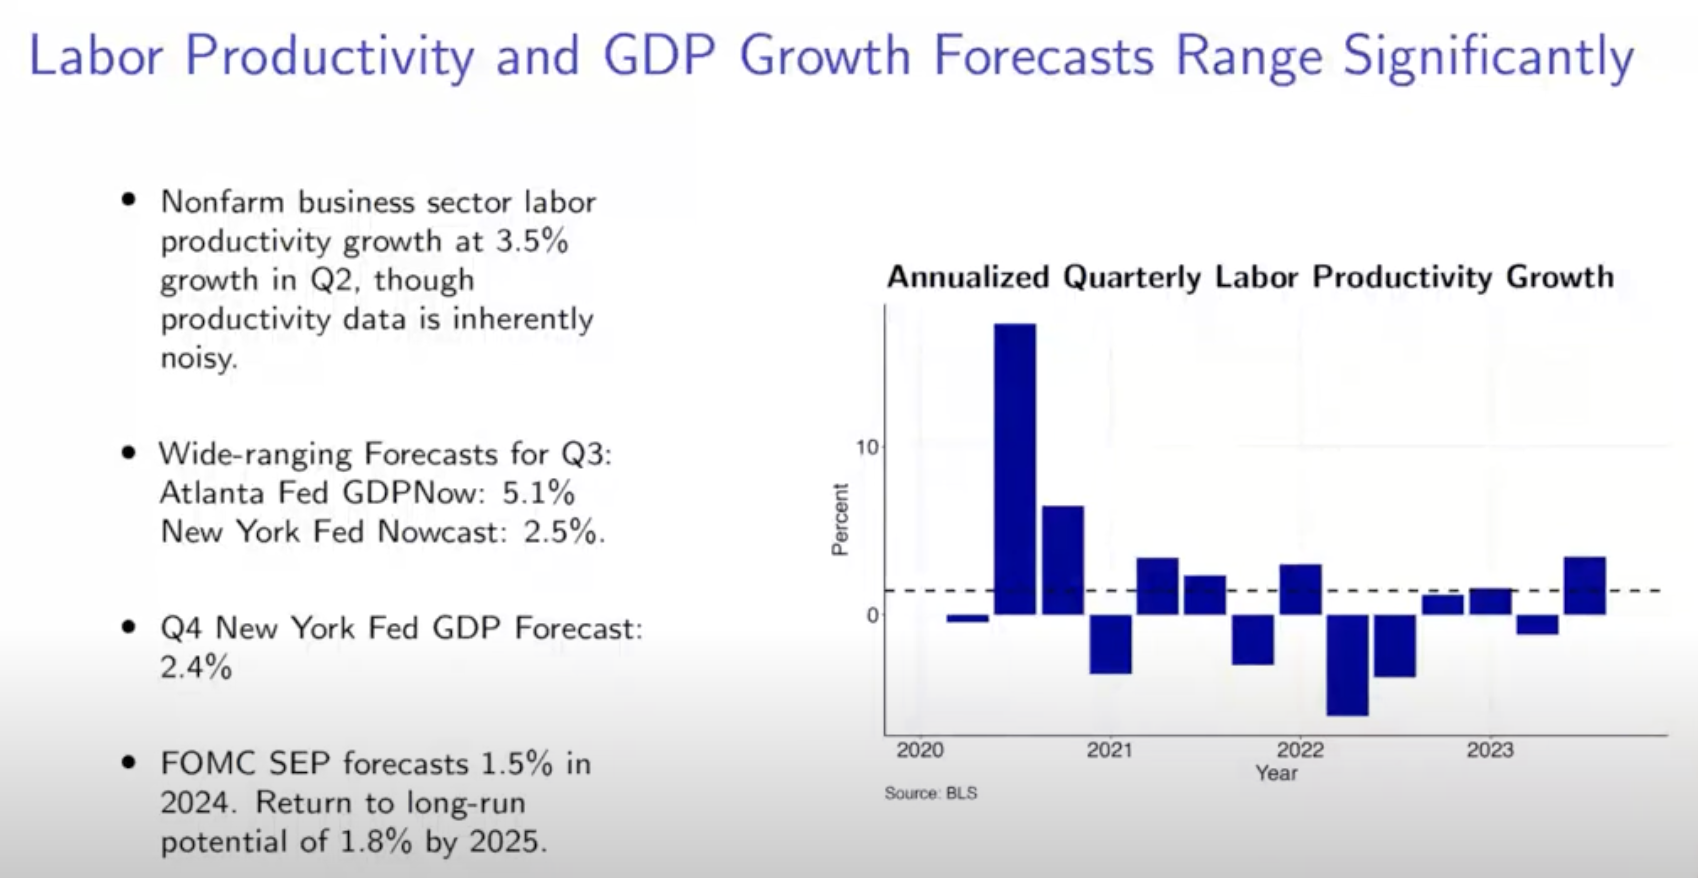 Labor Productivity and GDP Growth Forecasts Range Significantly
• Nonfarm business sector labor
productivity growth at 3.5%
growth in Q2, though
productivity data is inherently
noisy.
• Wide-ranging Forecasts for Q3:
Atlanta Fed GDPNow: 5.1%
New York Fed Nowcast: 2.5%.
• Q4 New York Fed GDP Forecast:
2.4%
• FOMC SEP forecasts 1.5% in
2024. Return to long-run
potential of 1.8% by 2025.
Annualized Quarterly Labor Productivity Growth
10
Percent
0
2020 2021 2022 2023
Year
Source: BLS